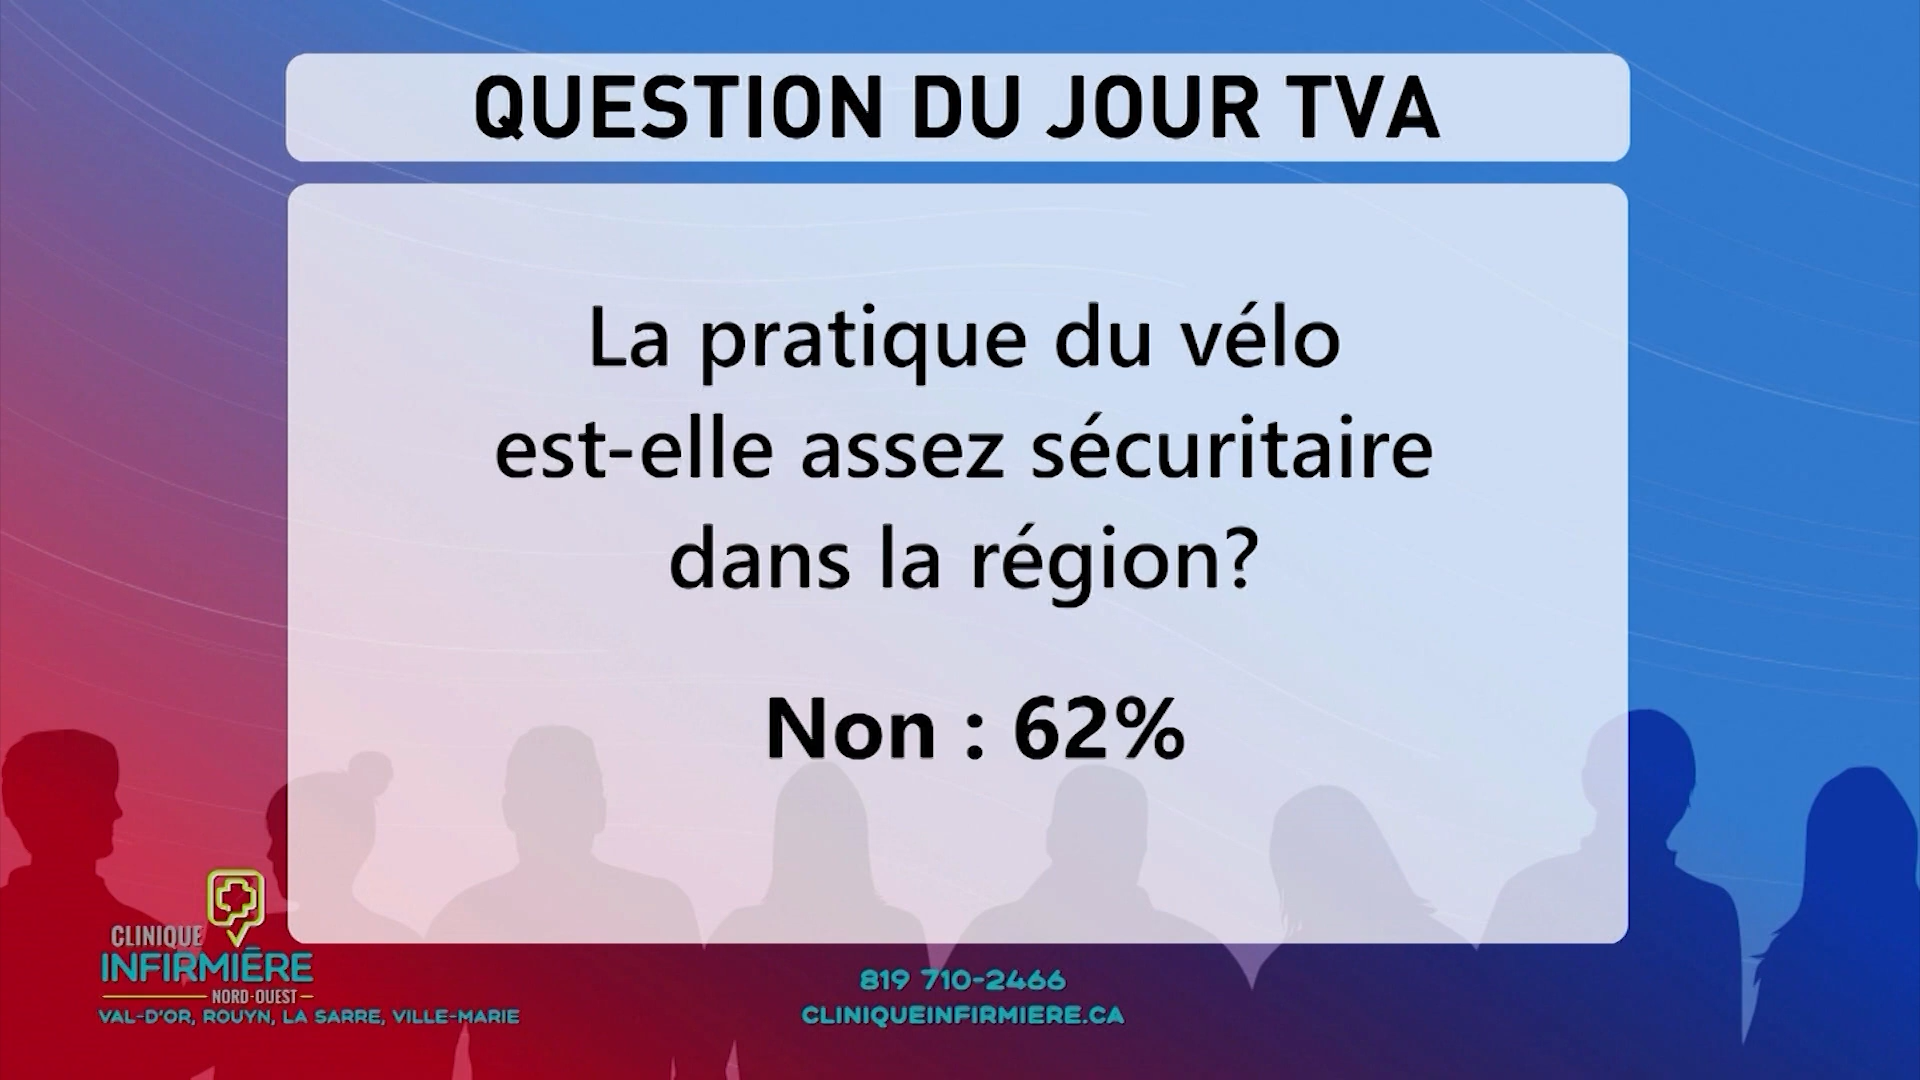 QUESTION DU JOUR TVA
La pratique du vélo
est-elle assez sécuritaire
dans la région?
Non : 62%
CLINIQUE
INFIRMIÈRE
NORD-OUEST
VAL-D'OR, ROUYN, LA SARRE, VILLE-MARIE
819 710-2466
CLINIQUEINFIRMIERE.CA